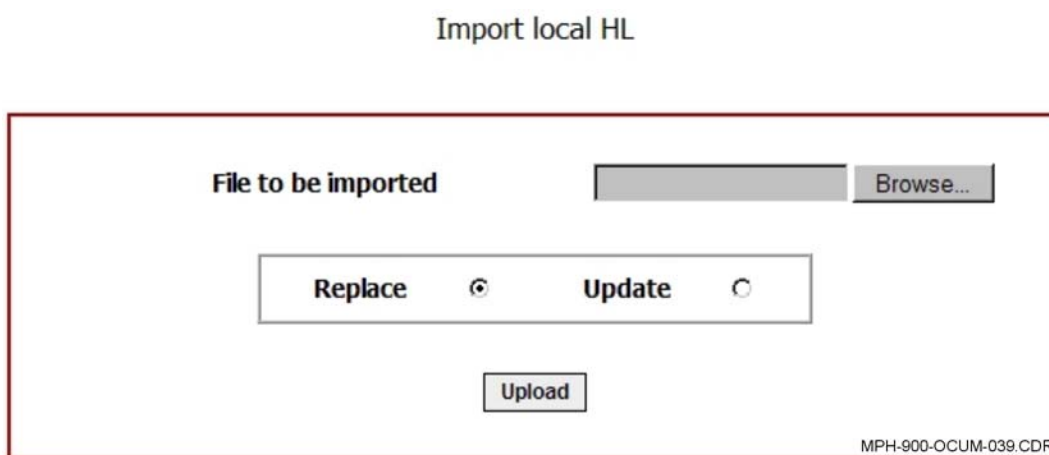 Import local HL
File to be imported Browse...
Replace Update
Upload
MPH-900-OCUM-039.CDR